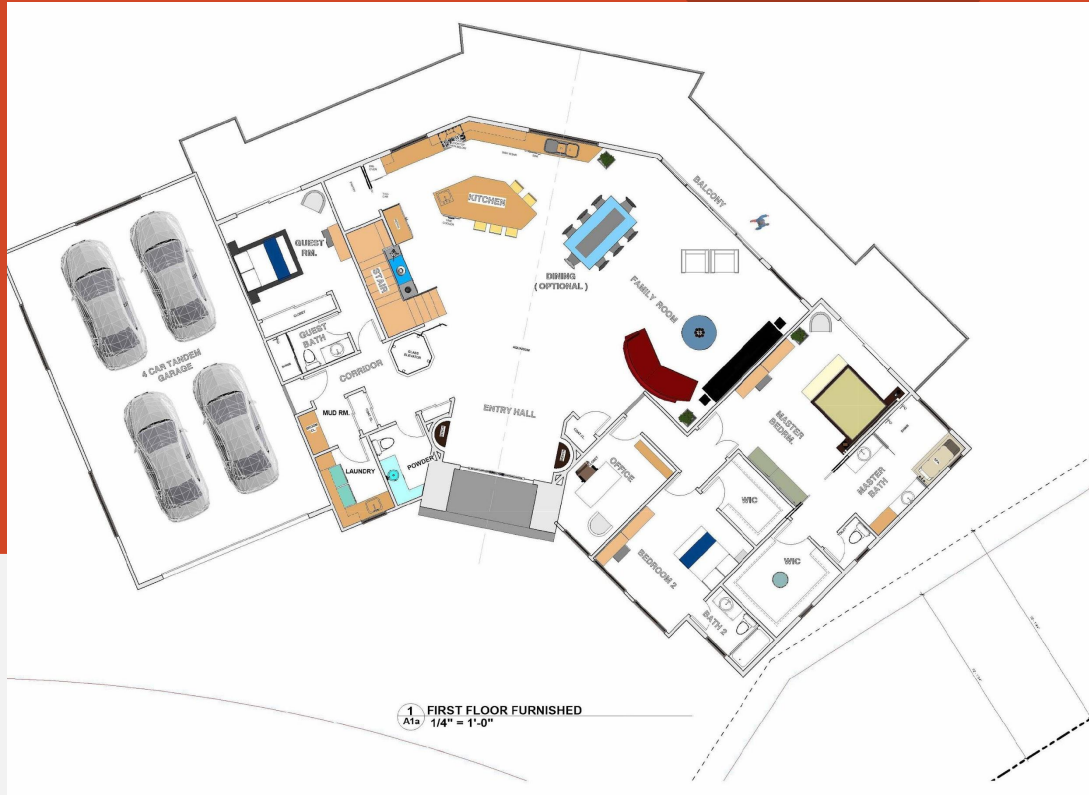 BALCONY
KITCHEN
GUEST
RM.
STAIR
DINING
( OPTIONAL )
FAMILY ROOM
CLOSET
GUEST
BATH
GLASS
ELEVATOR
CORRIDOR
4 CAR TANDEM
GARAGE
MUD RM.
ENTRY HALL
LAUNDRY
POWDER
OFFICE
MASTER
BEDRM.
MASTER
BATH
WIC
WIC
BEDROOM 2
BATH 2
1
A1a
FIRST FLOOR FURNISHED
1/4" = 1'-0"